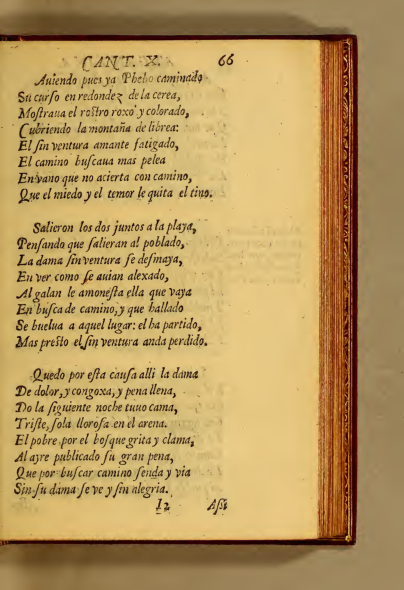 CANT. X. 66
Auiendo pues ya Phebo caminado
Su curſo en redondez de la cerea,
Moſtraua el roſtro roxo y colorado,
Cubriendo la montaña de librea:
El ſin ventura amante fatigado,
El camino buſcaua mas pelea
En vano que no acierta con camino,
Que el miedo y el temor le quita el tino.
Salieron los dos juntos a la playa,
Penſando que ſalieran al poblado,
La dama ſin ventura ſe deſmaya,
En ver como ſe auian alexado,
Al galan le amoneſta ella que vaya
En buſca de camino, y que hallado
Se buelua a aquel lugar: el ha partido,
Mas preſto el ſin ventura anda perdido.
Quedo por eſta cauſa alli la dama
De dolor, y congoxa, y pena llena,
Do la ſiguiente noche tuuo cama,
Triſte, ſola lloroſa en el arena.
El pobre por el boſque grita y clama,
Al ayre publicado ſu gran pena,
Que por buſcar camino ſenda y via
Sin ſu dama ſe ve y ſin alegria.
I2 Aſsi